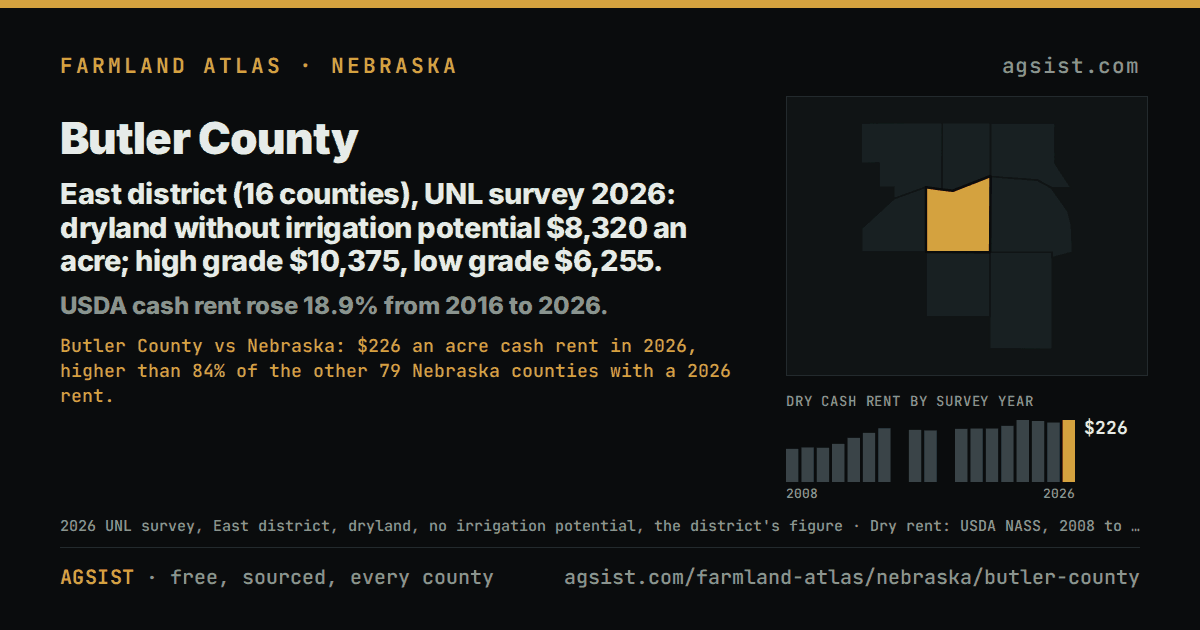 FARMLAND ATLAS · NEBRASKA
agsist.com
Butler County
East district (16 counties), UNL survey 2026:
dryland without irrigation potential $8,320 an
acre; high grade $10,375, low grade $6,255.
USDA cash rent rose 18.9% from 2016 to 2026.
Butler County vs Nebraska: $226 an acre cash rent in 2026,
higher than 84% of the other 79 Nebraska counties with a 2026
rent.
DRY CASH RENT BY SURVEY YEAR
$226
2008
2026
2026 UNL survey, East district, dryland, no irrigation potential, the district's figure · Dry rent: USDA NASS, 2008 to …
AGSIST · free, sourced, every county
agsist.com/farmland-atlas/nebraska/butler-county